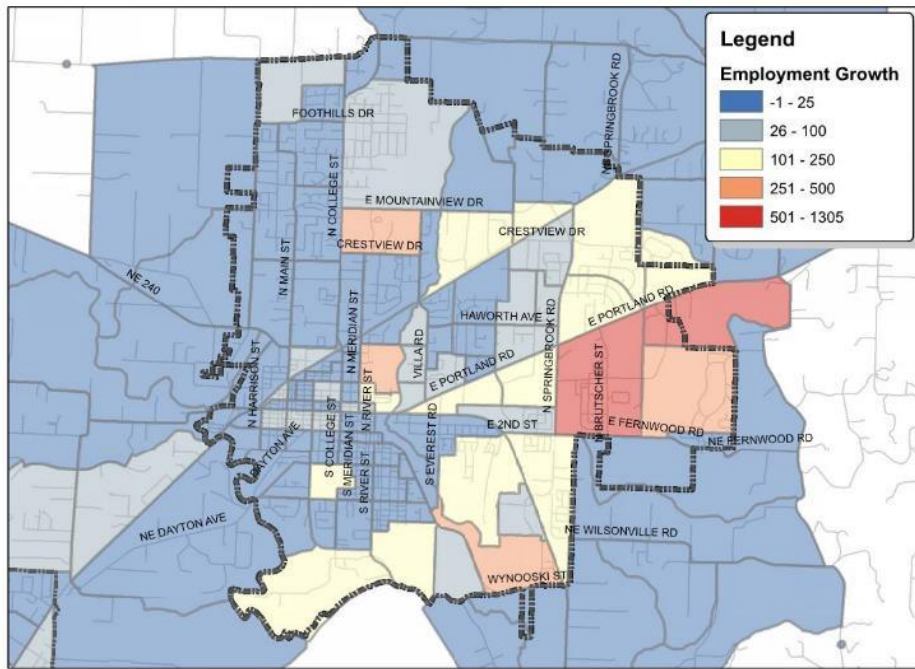 Legend
Employment Growth
-1 - 25
26 - 100
101 - 250
251 - 500
501 - 1305
N SPRINGBROOK RD
FOOTHILLS DR
N COLLEGE ST
E MOUNTAINVIEW DR
CRESTVIEW DR
CRESTVIEW DR
N MAIN ST
NE 240
E PORTLAND RD
HAWORTH AVE
N MERIDIAN ST
VILLA RD
E PORTLAND RD
N SPRINGBROOK RD
N BRUTSCHER ST
N HARRISON ST
N RIVER ST
E 2ND ST
E FERNWOOD RD
NE FERNWOOD RD
S COLLEGE ST
S MERIDIAN ST
S EVEREST RD
DAYTON AVE
S RIVER ST
NE DAYTON AVE
NE WILSONVILLE RD
WYNOOSKI ST